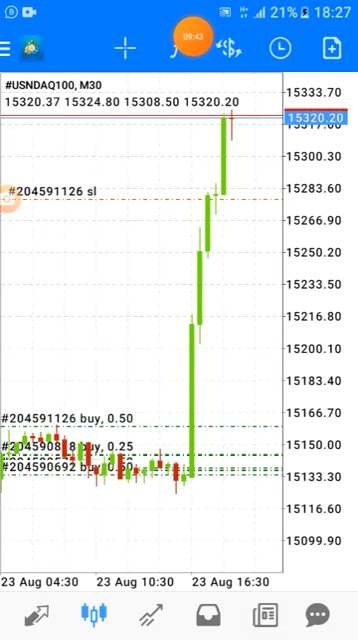 21% 18:27
09:43
#USNDAQ100, M30
15320.37 15324.80 15308.50 15320.20
15333.70
15320.20
15300.30
#204591126 sl
15283.60
15266.90
15250.20
15233.50
15216.80
15200.10
15183.40
15166.70
#204591126 buy, 0.50
15150.00
buy, 0.25
#204590692 buy, 0.50
15133.30
15116.60
15099.90
23 Aug 04:30 23 Aug 10:30 23 Aug 16:30